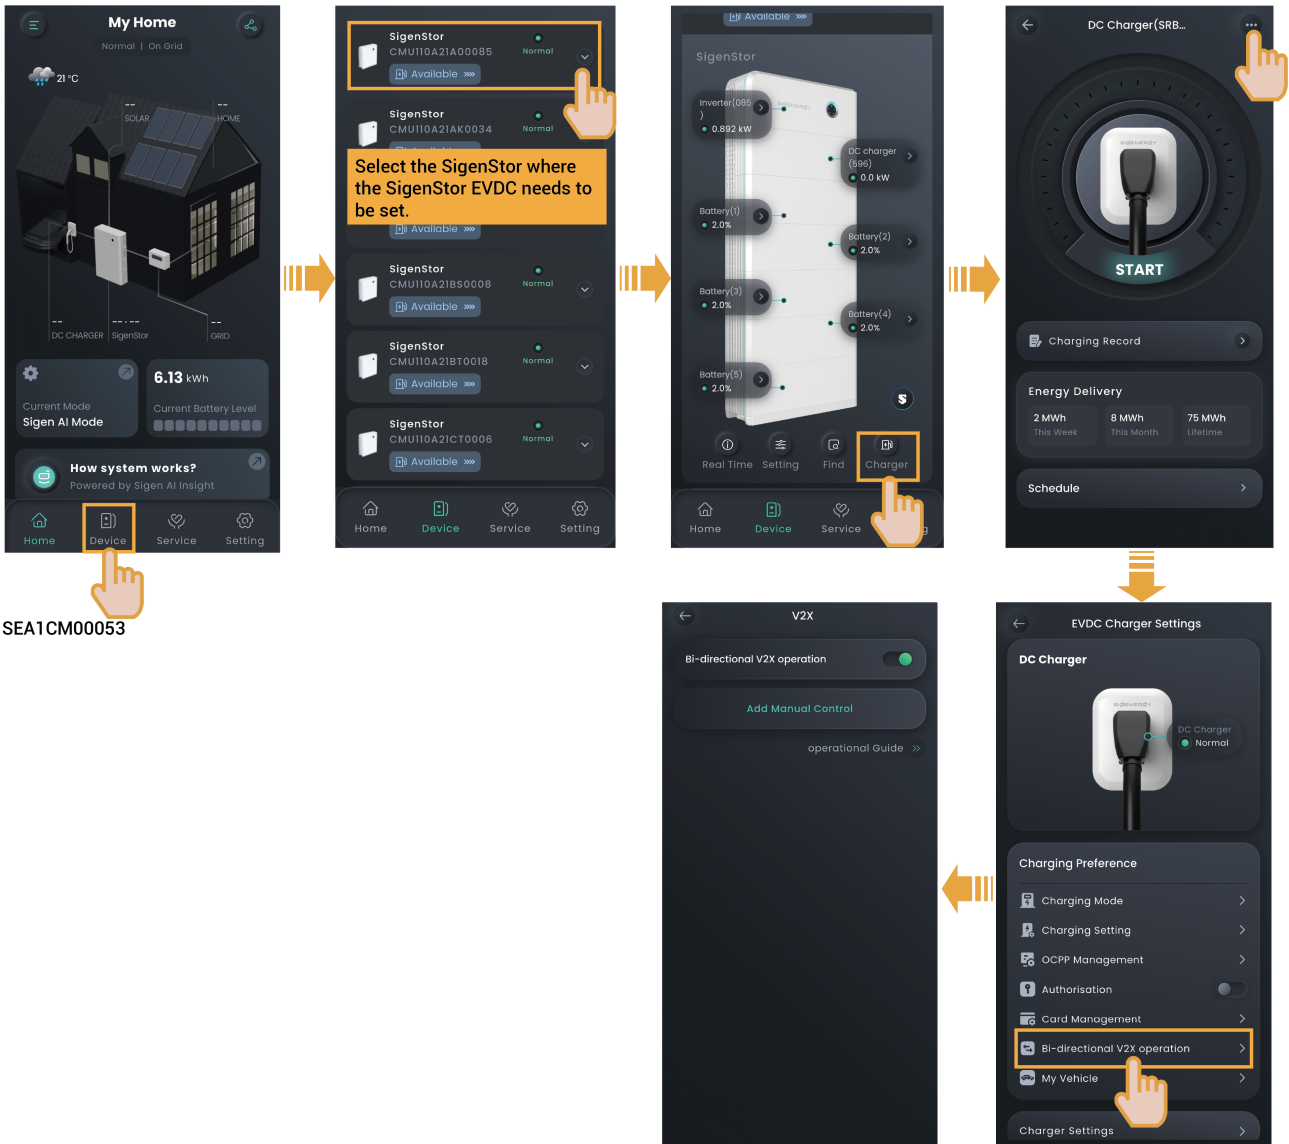 My Home
Normal | On Grid
21 °C
--
SOLAR
--
HOME
--
DC CHARGER
--·--
SigenStor
--
GRID
Current Mode
Sigen AI Mode
6.13 kWh
Current Battery Level
How system works?
Powered by Sigen AI Insight
Home
Device
Service
Setting
SEA1CM00053
SigenStor
CMU110A21A00085
Normal
Available
SigenStor
CMU110A21AK0034
Normal
Select the SigenStor where
the SigenStor EVDC needs to
be set.
Available
SigenStor
CMU110A21BS0008
Normal
Available
SigenStor
CMU110A21BT0018
Normal
Available
SigenStor
CMU110A21CT0006
Normal
Available
Home
Device
Service
Setting
Available
SigenStor
SIGENERGY
Inverter(085
)
0.892 kW
DC charger
(596)
0.0 kW
Battery(1)
2.0%
Battery(2)
2.0%
Battery(3)
2.0%
Battery(4)
2.0%
Battery(5)
2.0%
S
Real Time
Setting
Find
Charger
Home
Device
Service
DC Charger(SRB...
SIGENERGY
START
Charging Record
Energy Delivery
2 MWh
This Week
8 MWh
This Month
75 MWh
Lifetime
Schedule
EVDC Charger Settings
DC Charger
SIGENERGY
DC Charger
Normal
Charging Preference
Charging Mode
Charging Setting
OCPP Management
Authorisation
Card Management
Bi-directional V2X operation
My Vehicle
Charger Settings
V2X
Bi-directional V2X operation
Add Manual Control
operational Guide